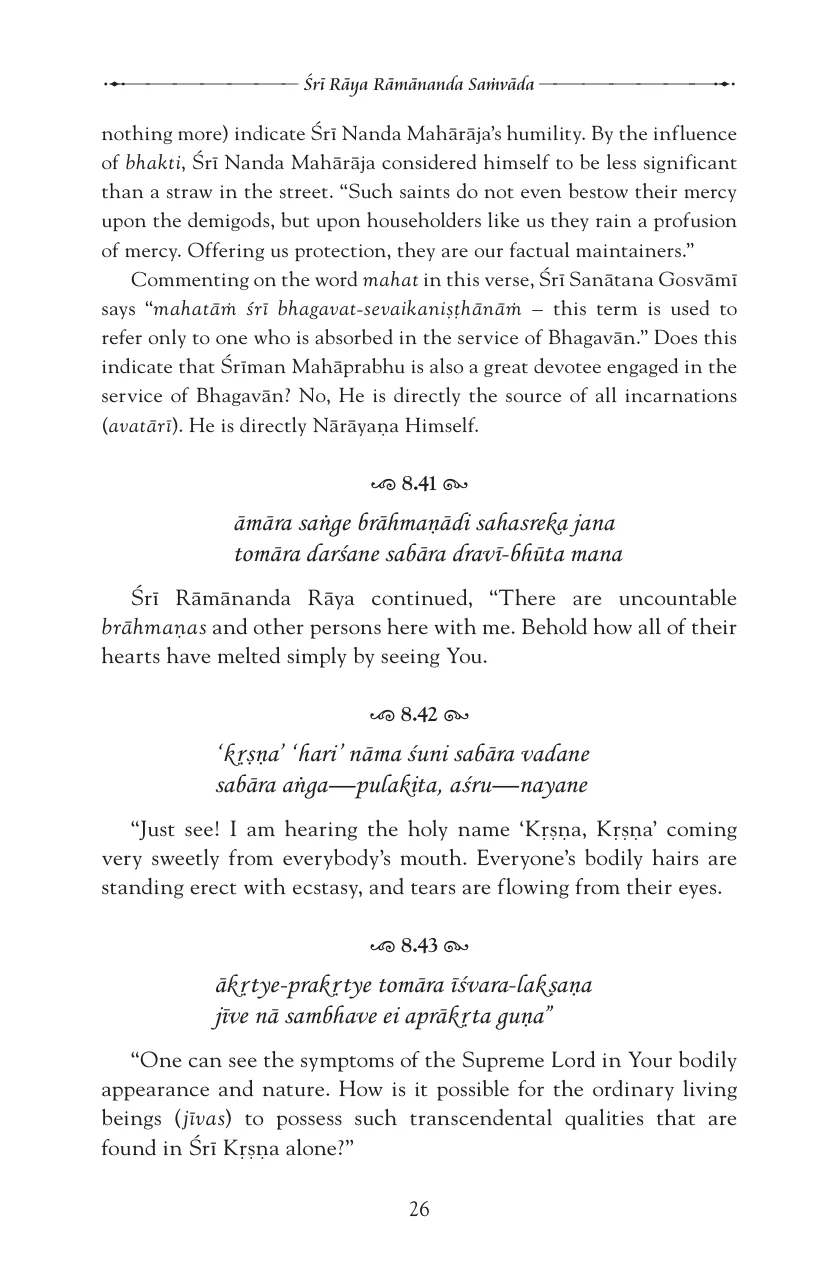 Śrī Rāya Rāmānanda Saṁvāda
nothing more) indicate Śrī Nanda Mahārāja’s humility. By the influence
of bhakti, Śrī Nanda Mahārāja considered himself to be less significant
than a straw in the street. “Such saints do not even bestow their mercy
upon the demigods, but upon householders like us they rain a profusion
of mercy. Offering us protection, they are our factual maintainers.”
Commenting on the word mahat in this verse, Śrī Sanātana Gosvāmī
says “mahatāṁ śrī bhagavat-sevaikaniṣṭhānāṁ – this term is used to
refer only to one who is absorbed in the service of Bhagavān.” Does this
indicate that Śrīman Mahāprabhu is also a great devotee engaged in the
service of Bhagavān? No, He is directly the source of all incarnations
(avatārī). He is directly Nārāyaṇa Himself.
8.41
āmāra saṅge brāhmaṇādi sahasreka jana
tomāra darśane sabāra dravī-bhūta mana
Śrī Rāmānanda Rāya continued, “There are uncountable
brāhmaṇas and other persons here with me. Behold how all of their
hearts have melted simply by seeing You.
8.42
‘kṛṣṇa’ ‘hari’ nāma śuni sabāra vadane
sabāra aṅga—pulakita, aśru—nayane
“Just see! I am hearing the holy name ‘Kṛṣṇa, Kṛṣṇa’ coming
very sweetly from everybody’s mouth. Everyone’s bodily hairs are
standing erect with ecstasy, and tears are flowing from their eyes.
8.43
ākṛtye-prakṛtye tomāra īśvara-lakṣaṇa
jīve nā sambhave ei aprākṛta guṇa”
“One can see the symptoms of the Supreme Lord in Your bodily
appearance and nature. How is it possible for the ordinary living
beings (jīvas) to possess such transcendental qualities that are
found in Śrī Kṛṣṇa alone?”
26